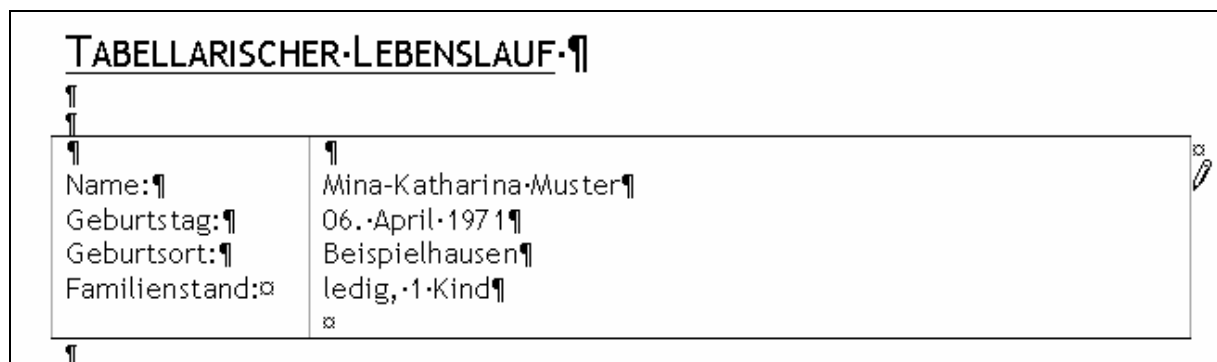 TABELLARISCHER·LEBENSLAUF·¶
¶
¶
¶ ¶ ¤
Name:¶ Mina-Katharina·Muster¶
Geburtstag:¶ 06.·April·1971¶
Geburtsort:¶ Beispielhausen¶
Familienstand:¤ ledig,·1·Kind¶
¤
¶